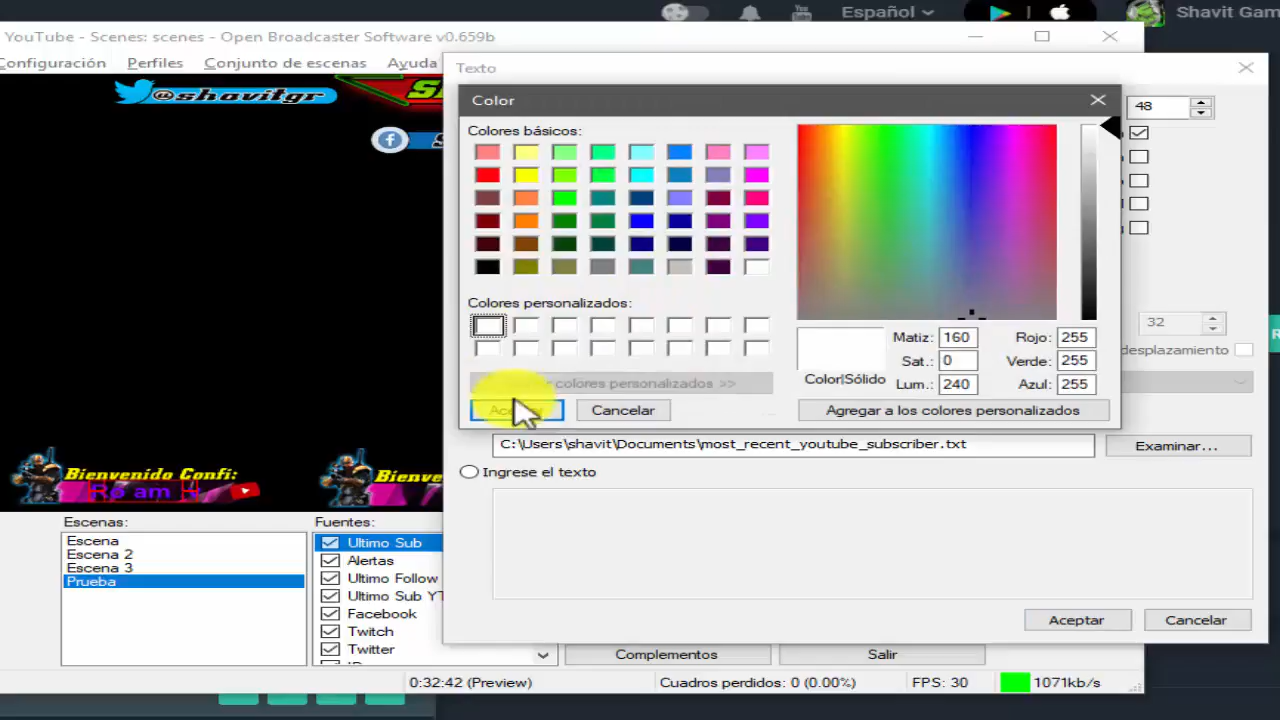 Español
Shavit Gam
YouTube - Scenes: scenes - Open Broadcaster Software v0.659b
Configuración Perfiles Conjunto de escenas Ayuda
Texto
@shavitgr
Color
48
Colores básicos:
Colores personalizados:
32
desplazamiento
Matiz: 160 Rojo: 255
Sat.: 0 Verde: 255
Color|Sólido
Lum.: 240 Azul: 255
colores personalizados >>
Cancelar
Agregar a los colores personalizados
C:\Users\shavit\Documents\most_recent_youtube_subscriber.txt
Examinar...
Ingrese el texto
Bienvenido Confi:
Bienvenido Confi:
Escenas:
Escena
Escena 2
Escena 3
Prueba
Fuentes:
Ultimo Sub
Alertas
Ultimo Follow
Ultimo Sub YT
Facebook
Twitch
Twitter
Aceptar
Cancelar
Complementos
Salir
0:32:42 (Preview)
Cuadros perdidos: 0 (0.00%)
FPS: 30
1071kb/s